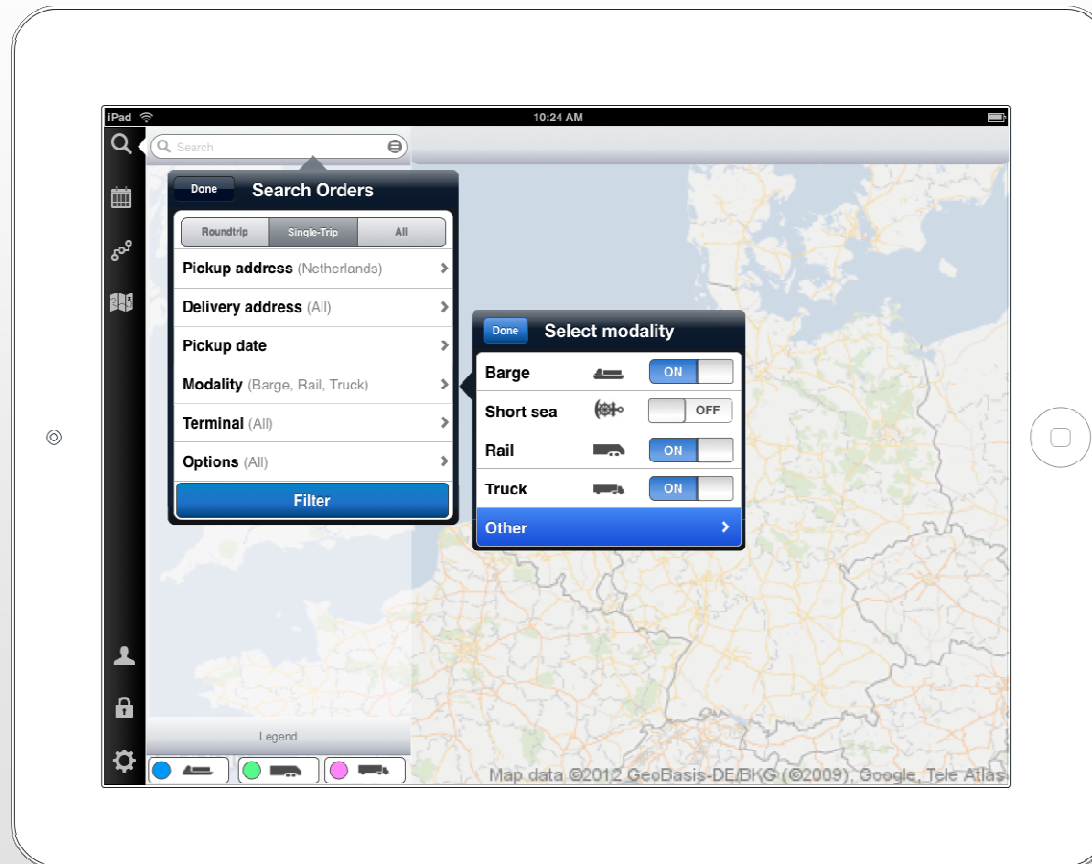 iPad 10:24 AM
Search
Done Search Orders
Roundtrip Single-Trip All
Pickup address (Netherlands)
Delivery address (All)
Pickup date
Modality (Barge, Rail, Truck)
Terminal (All)
Options (All)
Filter
Done Select modality
Barge ON
Short sea OFF
Rail ON
Truck ON
Other
Legend
Map data ©2012 GeoBasis-DE/BKG (©2009), Google, Tele Atlas